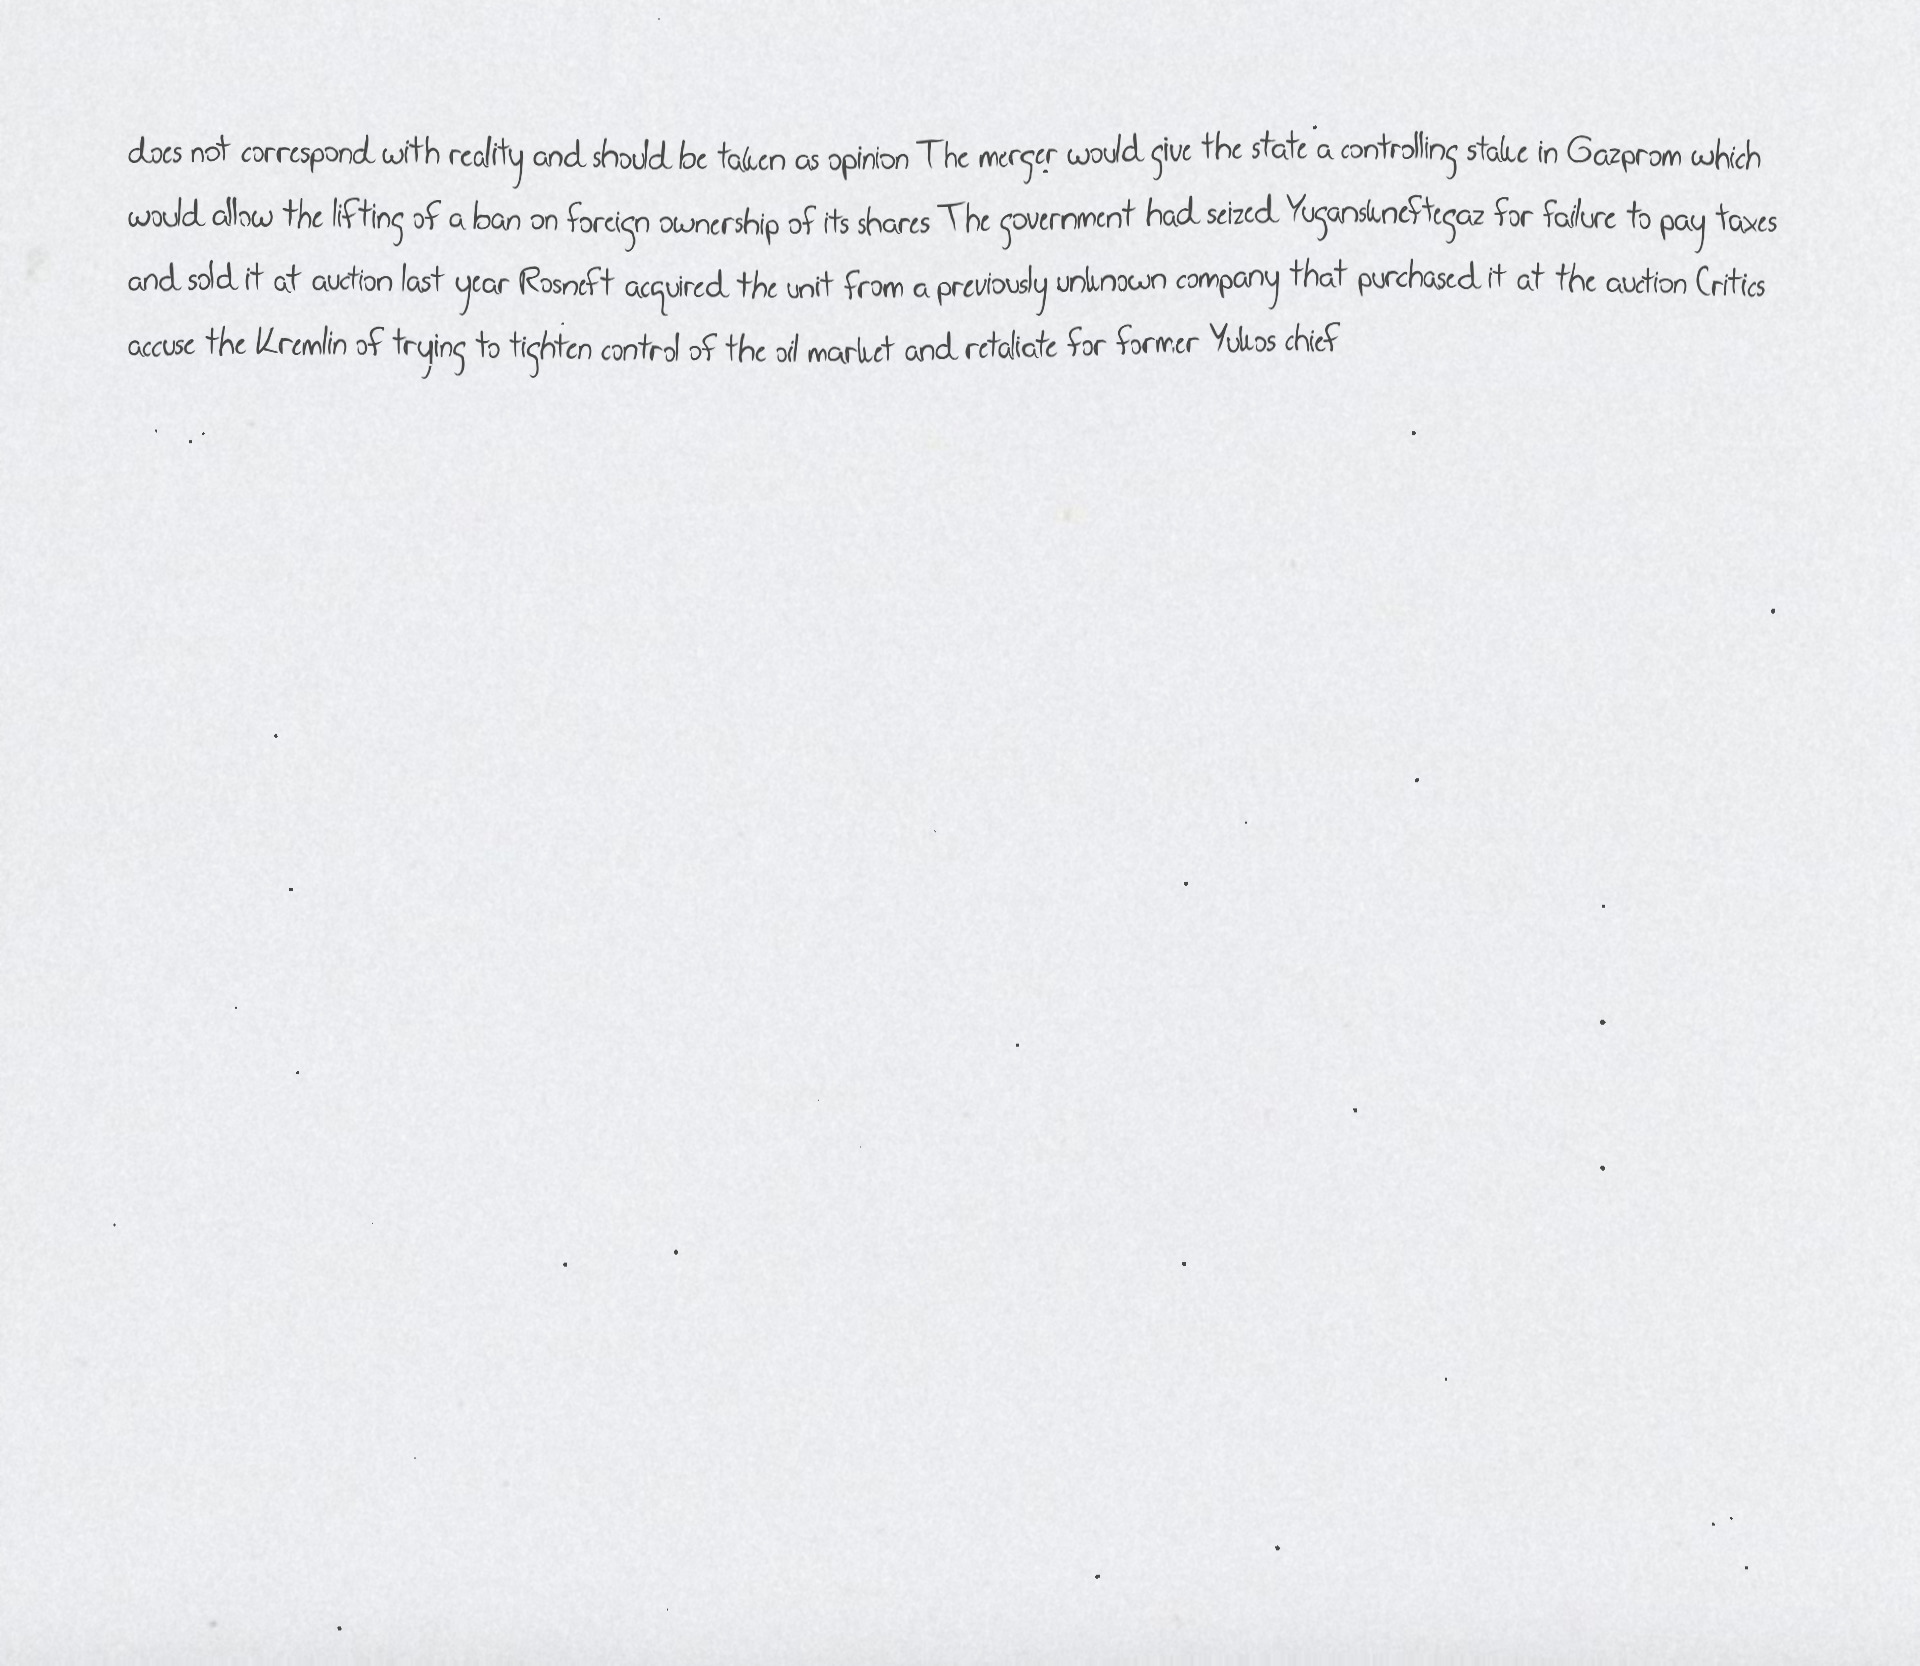 does not correspond with reality and should be taken as opinion The merger would give the state a controlling stake in Gazprom which
would allow the lifting of a ban on foreign ownership of its shares The government had seized Yuganskneftegaz for failure to pay taxes
and sold it at auction last year Rosneft acquired the unit from a previously unknown company that purchased it at the auction Critics
accuse the Kremlin of trying to tighten control of the oil market and retaliate for former Yukos chief